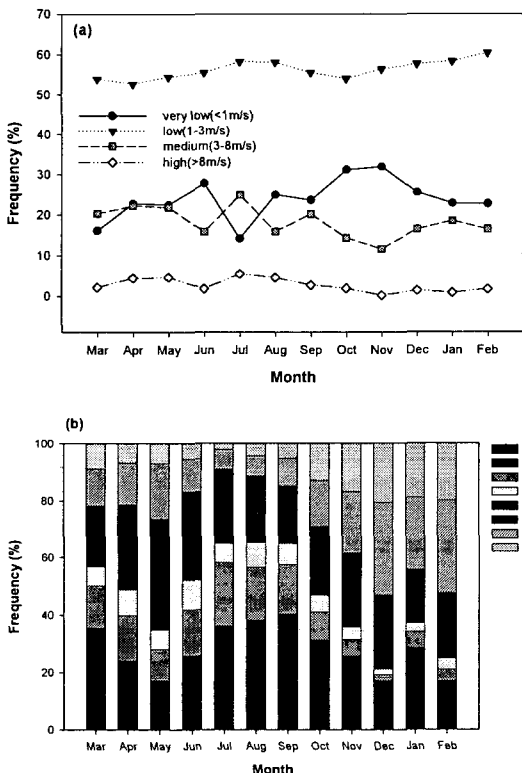 (a)
70
60
50
40
30
20
10
0
Frequency (%)
very low(<1m/s)
low(1-3m/s)
medium(3-8m/s)
high(>8m/s)
Mar Apr May Jun Jul Aug Sep Oct Nov Dec Jan Feb
Month
(b)
100
80
60
40
20
0
Frequency (%)
Mar Apr May Jun Jul Aug Sep Oct Nov Dec Jan Feb
Month